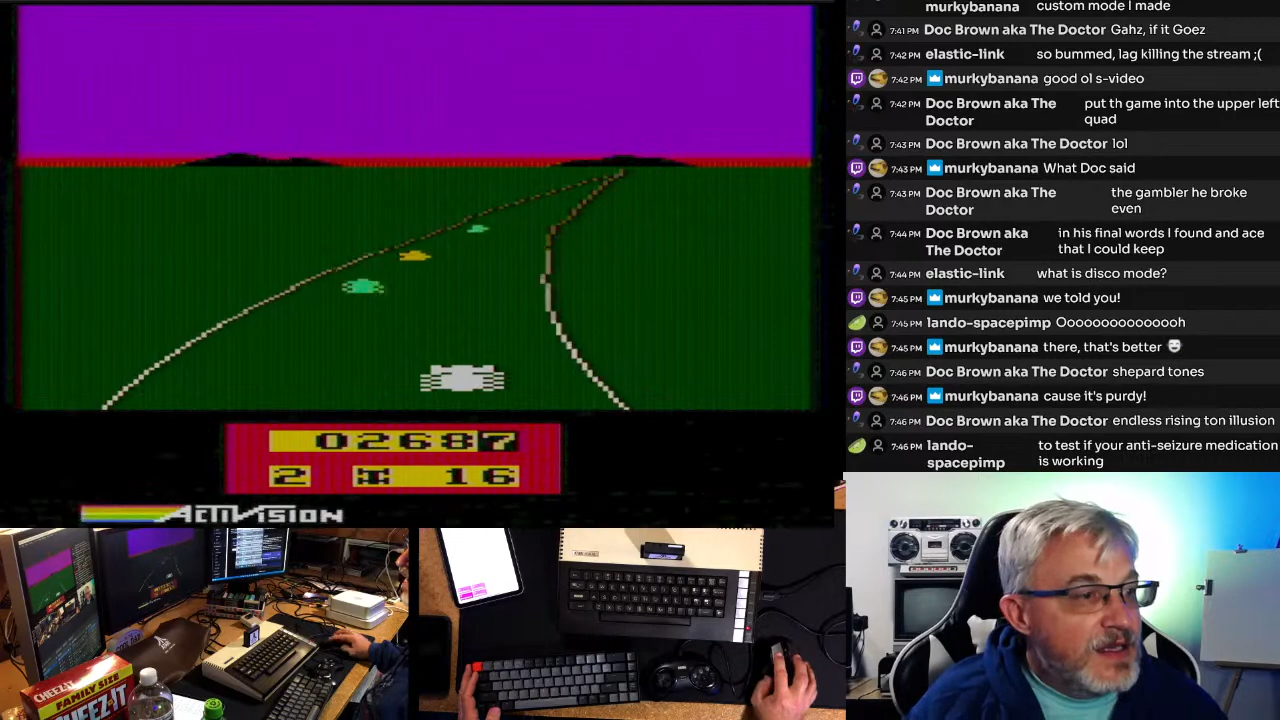 murkybanana custom mode I made
7:41 PM Doc Brown aka The Doctor Gahz, if it Goez
7:42 PM elastic-link so bummed, lag killing the stream ;(
7:42 PM murkybanana good ol s-video
7:42 PM Doc Brown aka The Doctor put th game into the upper left
quad
7:43 PM Doc Brown aka The Doctor lol
7:43 PM murkybanana What Doc said
7:43 PM Doc Brown aka The Doctor the gambler he broke
even
7:44 PM Doc Brown aka The Doctor in his final words I found and ace
that I could keep
7:44 PM elastic-link what is disco mode?
7:45 PM murkybanana we told you!
7:45 PM lando-spacepimp Oooooooooooooh
7:45 PM murkybanana there, that's better
7:46 PM Doc Brown aka The Doctor shepard tones
7:46 PM murkybanana cause it's purdy!
7:46 PM Doc Brown aka The Doctor endless rising ton illusion
7:46 PM lando-spacepimp to test if your anti-seizure medication
is working
02687
2 16
ACTIVISION
CHEEZ-IT
FAMILY SIZE
CHEEZ-IT